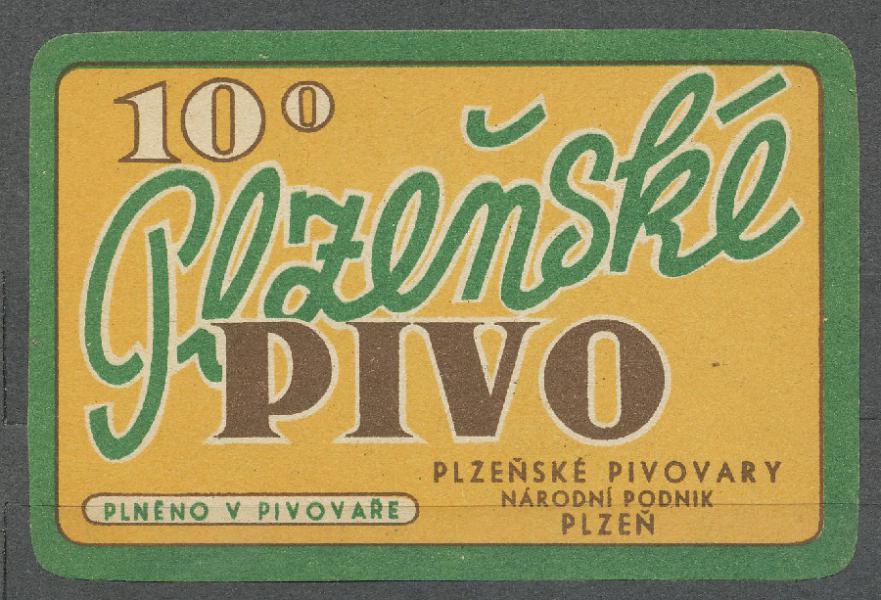 10°
Plzeňské
PIVO
PLZEŇSKÉ PIVOVARY
NÁRODNÍ PODNIK
PLZEŇ
PLNĚNO V PIVOVAŘE